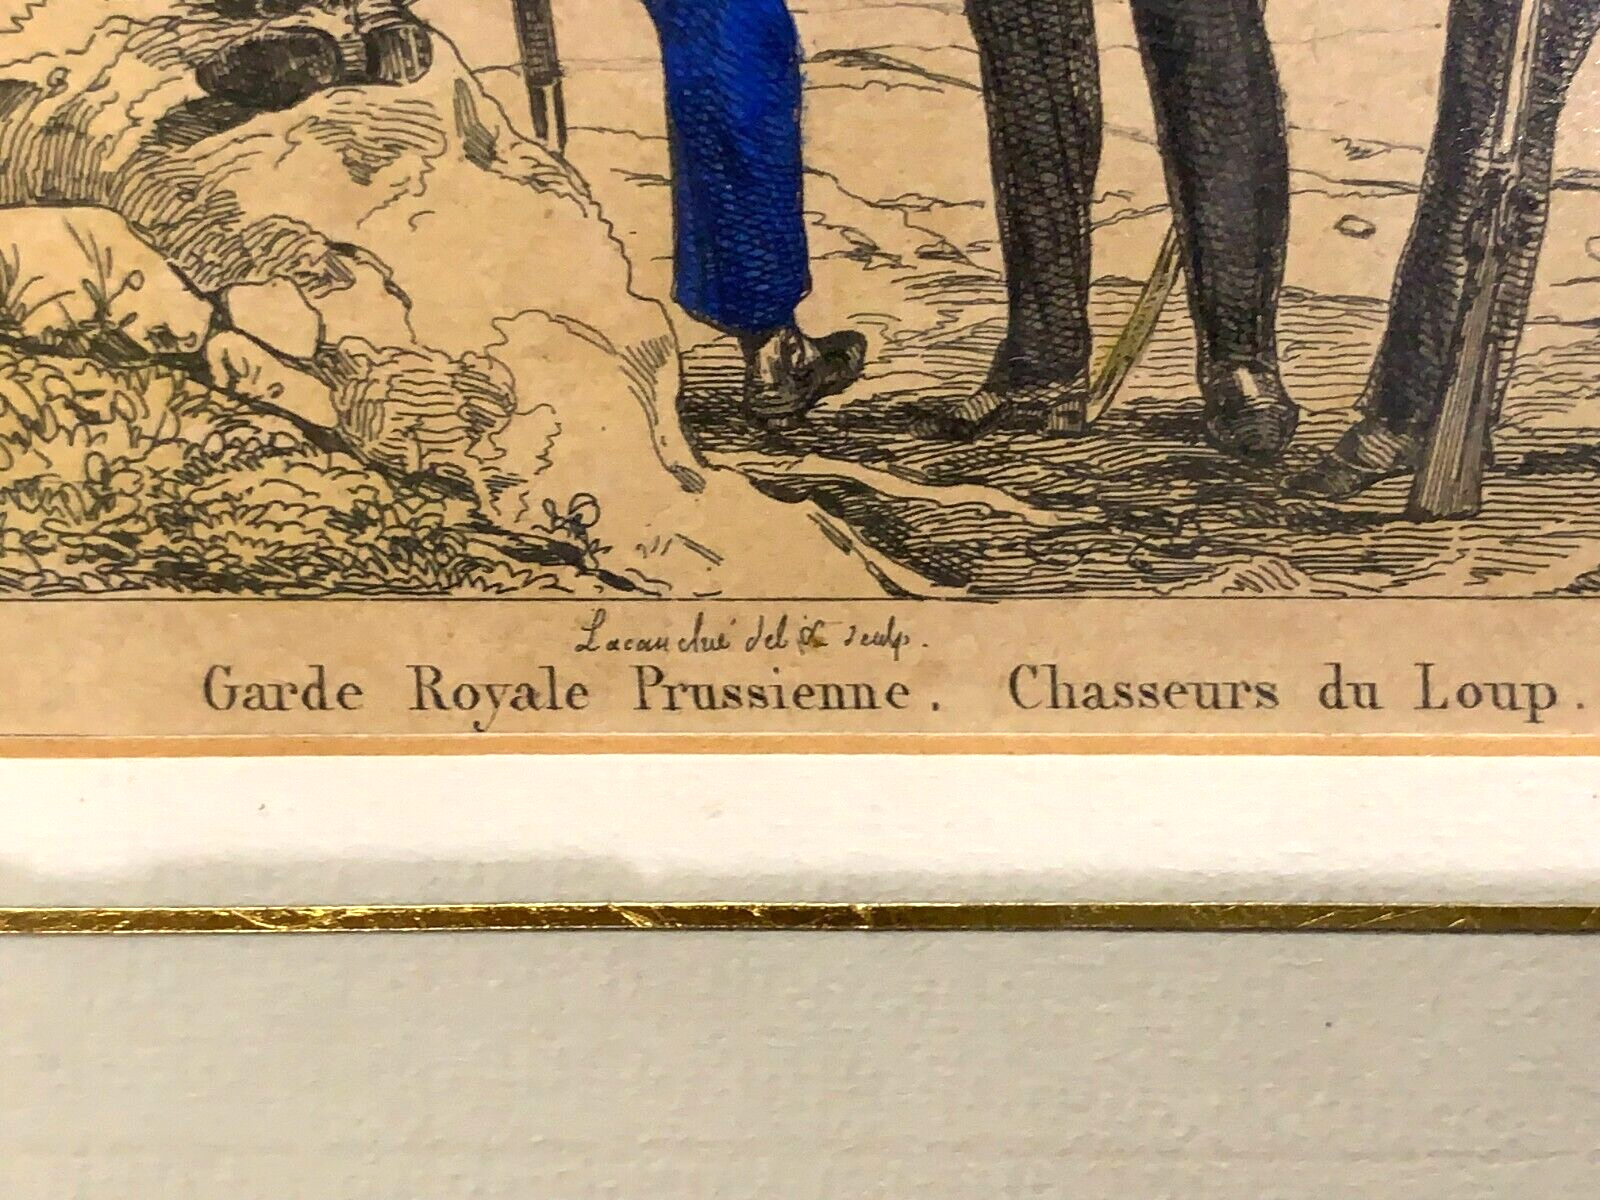 Lacauchie del & sculp.
Garde Royale Prussienne. Chasseurs du Loup.